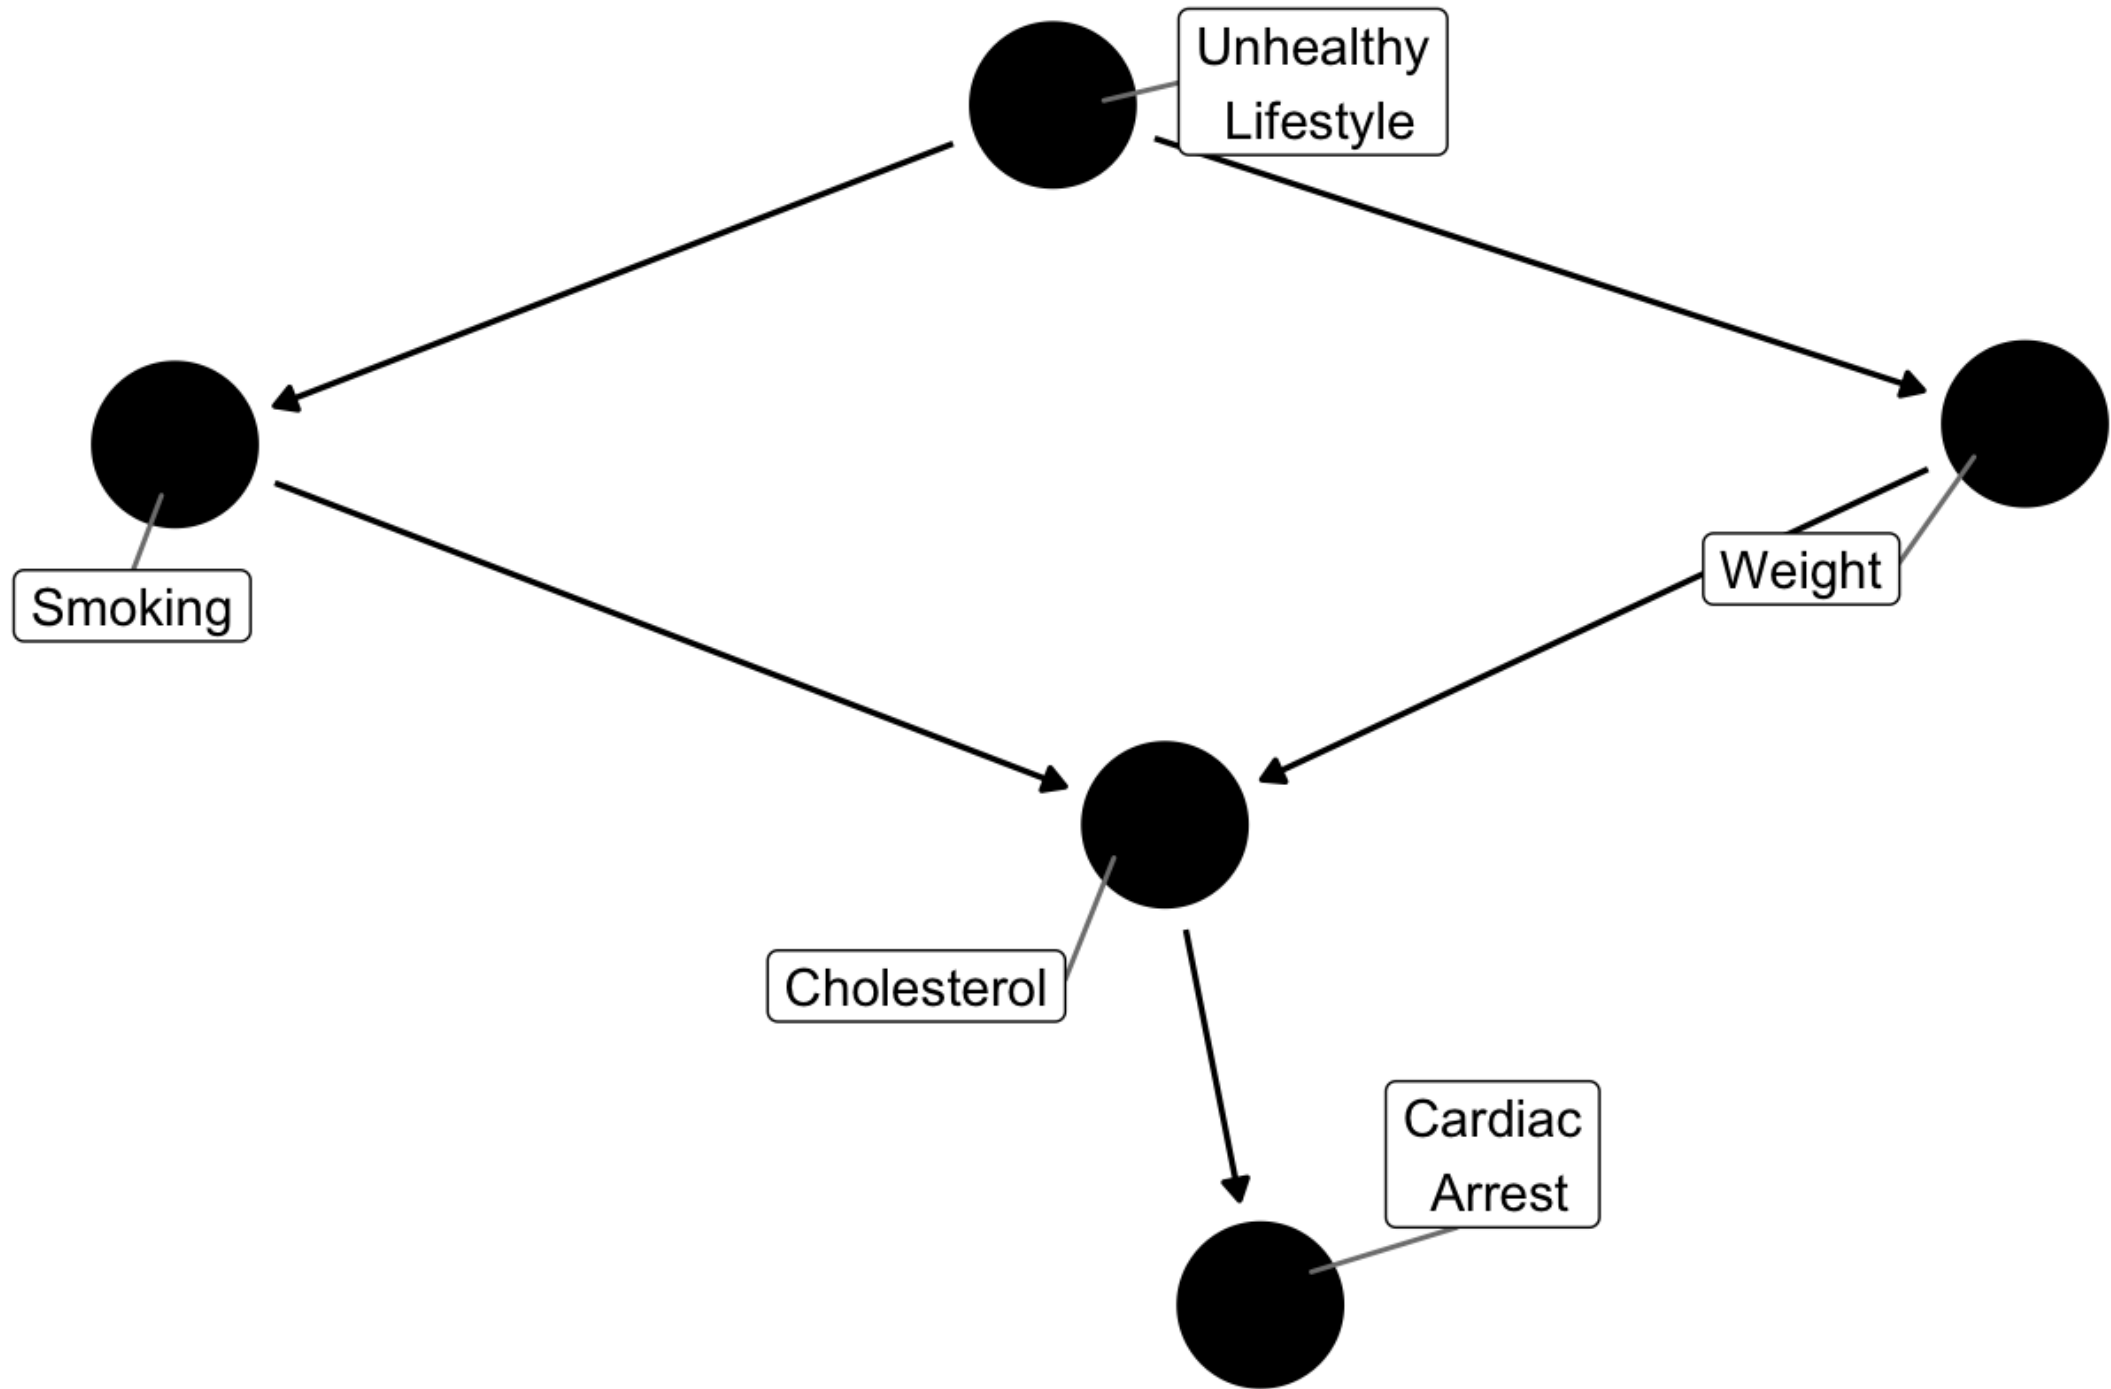 Unhealthy
Lifestyle
Smoking
Weight
Cholesterol
Cardiac
Arrest